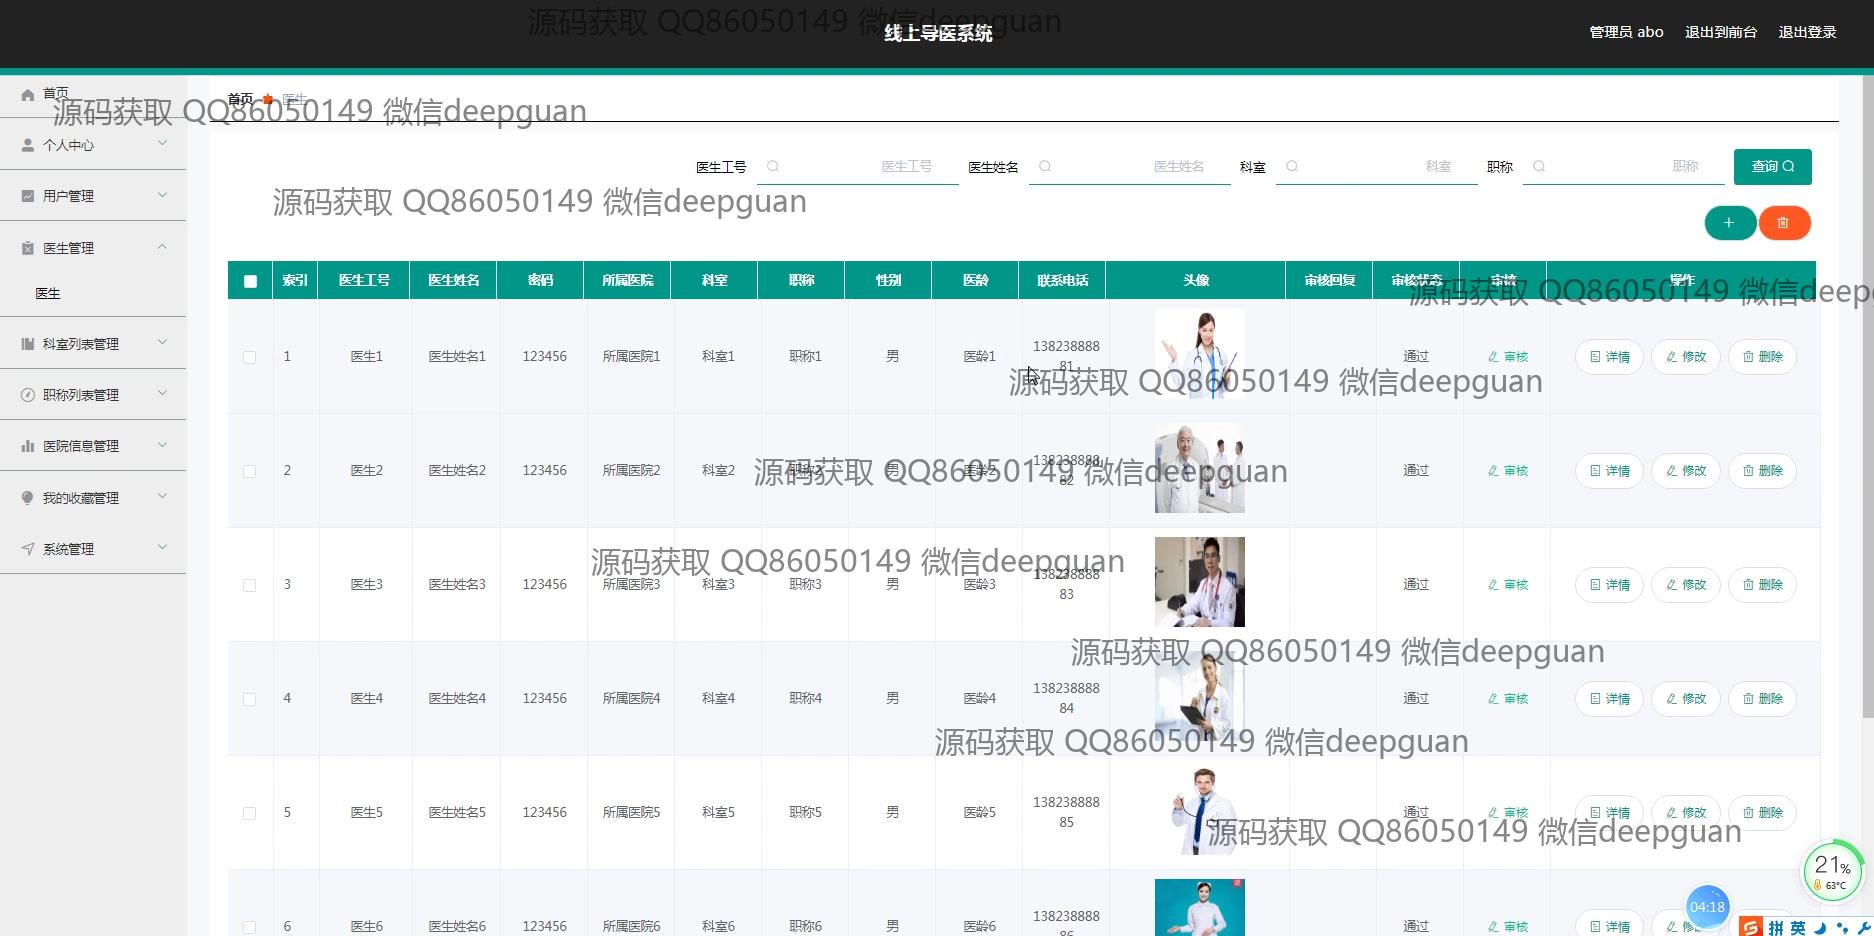 线上导医系统
管理员 abo 退出到前台 退出登录
源码获取 QQ86050149 微信deepguan
首页
个人中心
用户管理
医生管理
医生
科室列表管理
职称列表管理
医院信息管理
我的收藏管理
系统管理
首页 医生
源码获取 QQ86050149 微信deepguan
医生工号 医生工号 医生姓名 医生姓名 科室 科室 职称 职称 查询
源码获取 QQ86050149 微信deepguan
索引 医生工号 医生姓名 密码 所属医院 科室 职称 性别 医龄 联系电话 头像 审核回复 审核状态 审核 操作
源码获取 QQ86050149 微信deep
1 医生1 医生姓名1 123456 所属医院1 科室1 职称1 男 医龄1 13823888881 通过 审核 详情 修改 删除
源码获取 QQ86050149 微信deepguan
2 医生2 医生姓名2 123456 所属医院2 科室2 职称2 男 医龄2 13823888882 通过 审核 详情 修改 删除
源码获取 QQ86050149 微信deepguan
3 医生3 医生姓名3 123456 所属医院3 科室3 职称3 男 医龄3 13823888883 通过 审核 详情 修改 删除
源码获取 QQ86050149 微信deepguan
源码获取 QQ86050149 微信deepguan
4 医生4 医生姓名4 123456 所属医院4 科室4 职称4 男 医龄4 13823888884 通过 审核 详情 修改 删除
源码获取 QQ86050149 微信deepguan
5 医生5 医生姓名5 123456 所属医院5 科室5 职称5 男 医龄5 13823888885 通过 审核 详情 修改 删除
源码获取 QQ86050149 微信deepguan
6 医生6 医生姓名6 123456 所属医院6 科室6 职称6 男 医龄6 13823888886 通过 审核 详情 修改 删除
21%
63°C
04:18
拼 英